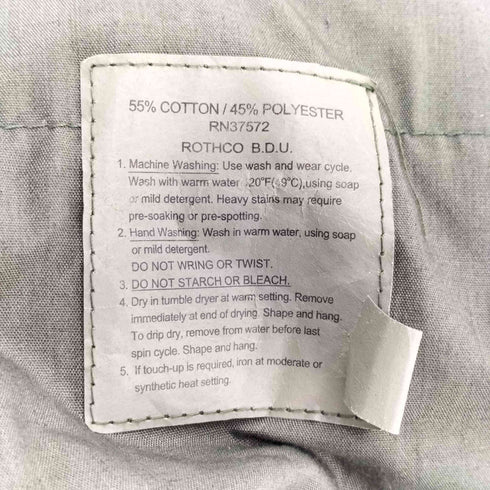 55% COTTON / 45% POLYESTER
RN37572
ROTHCO B.D.U.
1. Machine Washing: Use wash and wear cycle,
Wash with warm water 20°F( 9°C),using soap
or mild detergent. Heavy stains may require
pre-soaking or pre-spotting.
2. Hand Washing: Wash in warm water, using soap
or mild detergent.
DO NOT WRING OR TWIST.
3. DO NOT STARCH OR BLEACH.
4. Dry in tumble dryer at warm setting. Remove
immediately at end of drying. Shape and hang.
To drip dry, remove from water before last
spin cycle. Shape and hang.
5. If touch-up is required, iron at moderate or
synthetic heat setting.